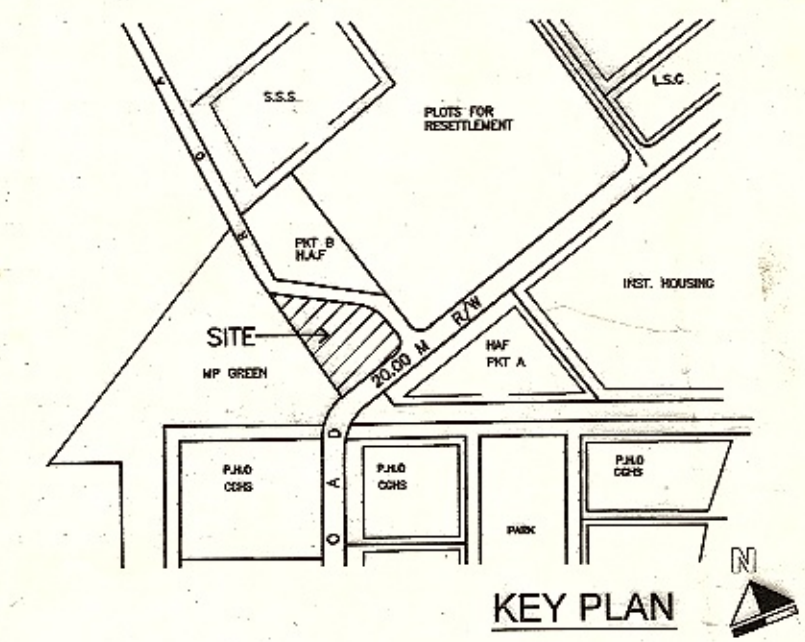 S.S.S.
L.S.C
PLOTS FOR
RESETTLEMENT
PKT B
H.A.F
INST. HOUSING
R/W
20.00 M
SITE
HAF
PKT A
MP GREEN
P.H.O
CGHS
P.H.O
CGHS
P.H.O
CGHS
PARK
N
KEY PLAN